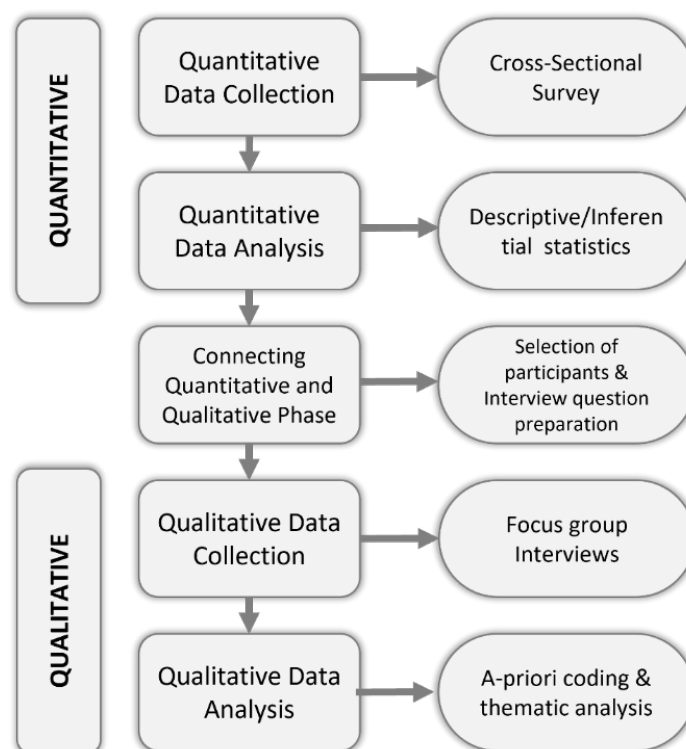 QUANTITATIVE
Quantitative
Data Collection
Cross-Sectional
Survey
Quantitative
Data Analysis
Descriptive/Inferen
tial statistics
Connecting
Quantitative and
Qualitative Phase
Selection of
participants &
Interview question
preparation
QUALITATIVE
Qualitative Data
Collection
Focus group
Interviews
Qualitative Data
Analysis
A-priori coding &
thematic analysis